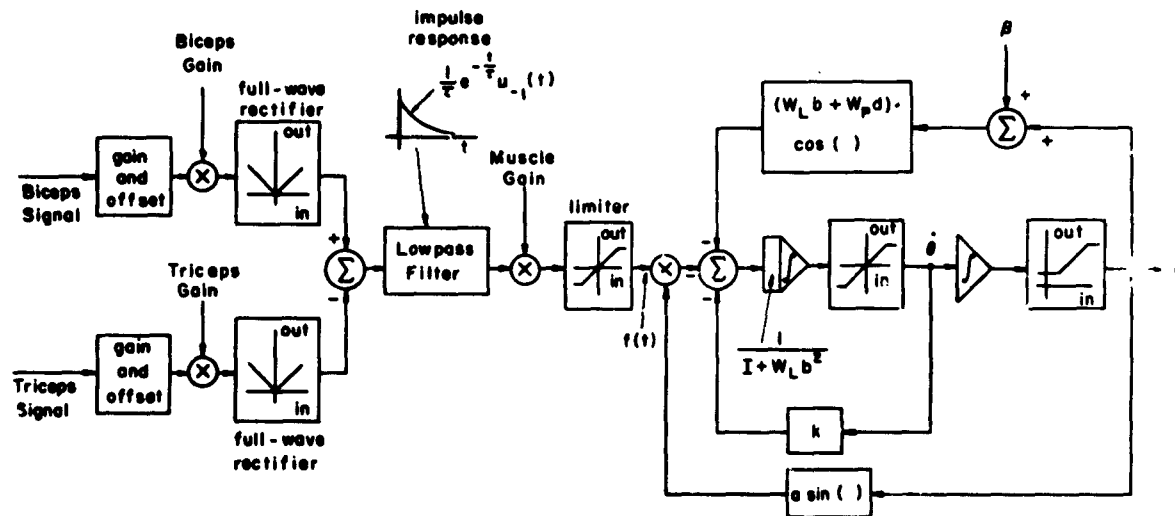 Biceps
Gain
full-wave
rectifier
out
in
gain
and
offset
×
Biceps
Signal
Triceps
Gain
gain
and
offset
×
out
in
Triceps
Signal
full-wave
rectifier
+
Σ
-
impulse
response
1/τ e^{-t/τ} u_{-1}(t)
t
Lowpass
Filter
Muscle
Gain
×
limiter
out
in
f(t)
×
-
-
Σ
-
1
I + W_L b²
out
in
θ̇
∫
∫
out
in
(W_L b + W_P d)·
cos ( )
β
+
Σ
+
k
a sin ( )